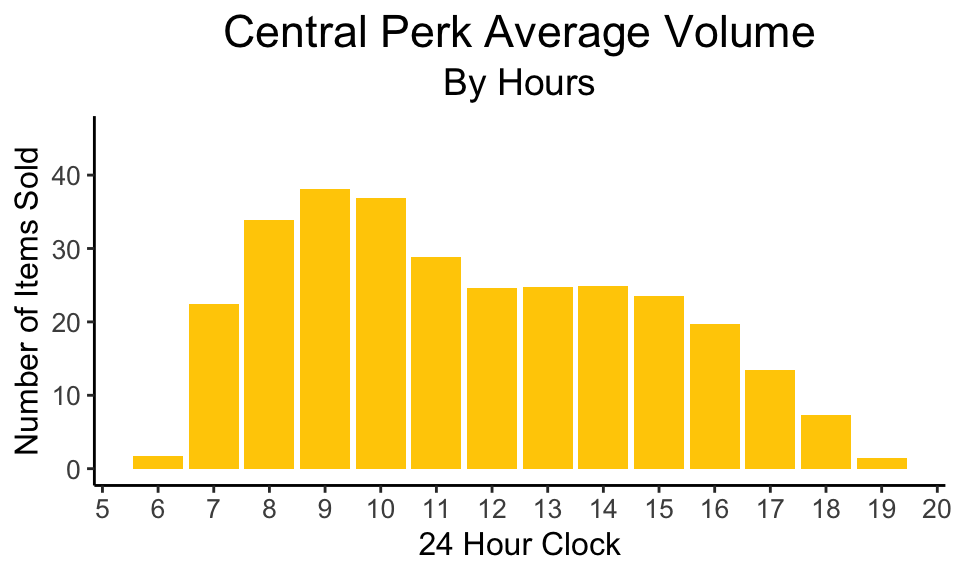 Central Perk Average Volume
By Hours
Number of Items Sold
40
30
20
10
0
5 6 7 8 9 10 11 12 13 14 15 16 17 18 19 20
24 Hour Clock